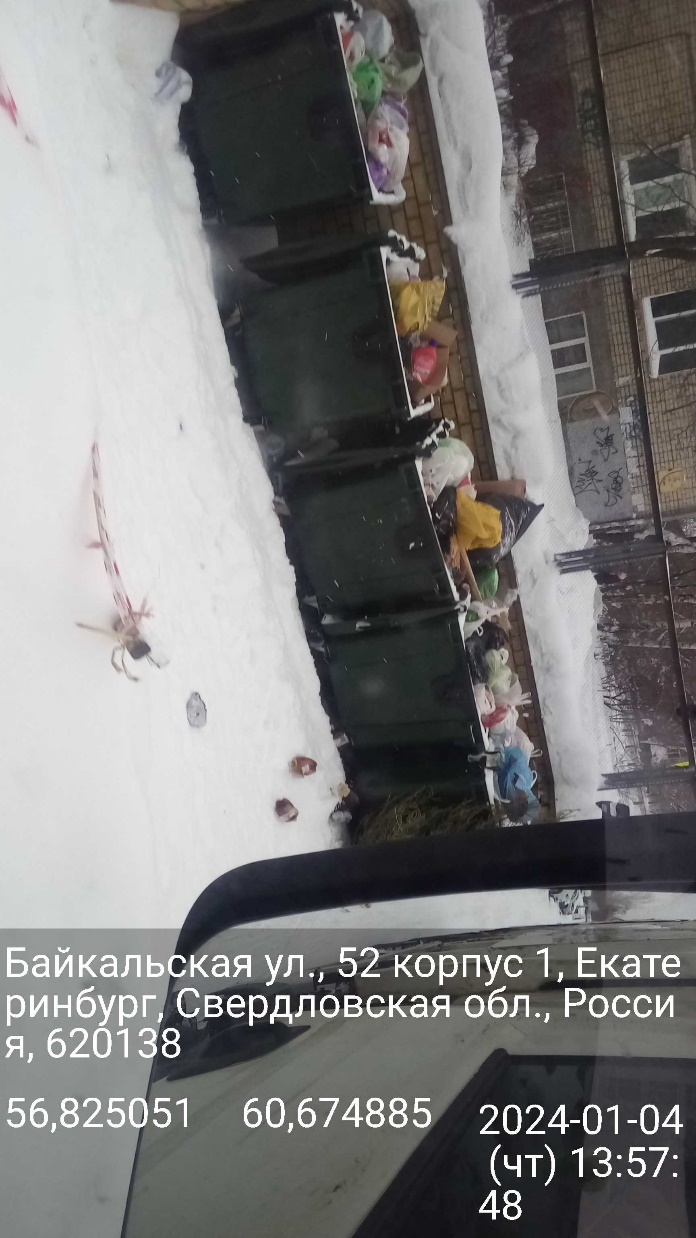 Байкальская ул., 52 корпус 1, Екате
ринбург, Свердловская обл., Росси
я, 620138
56,825051 60,674885
2024-01-04
(чт) 13:57:
48